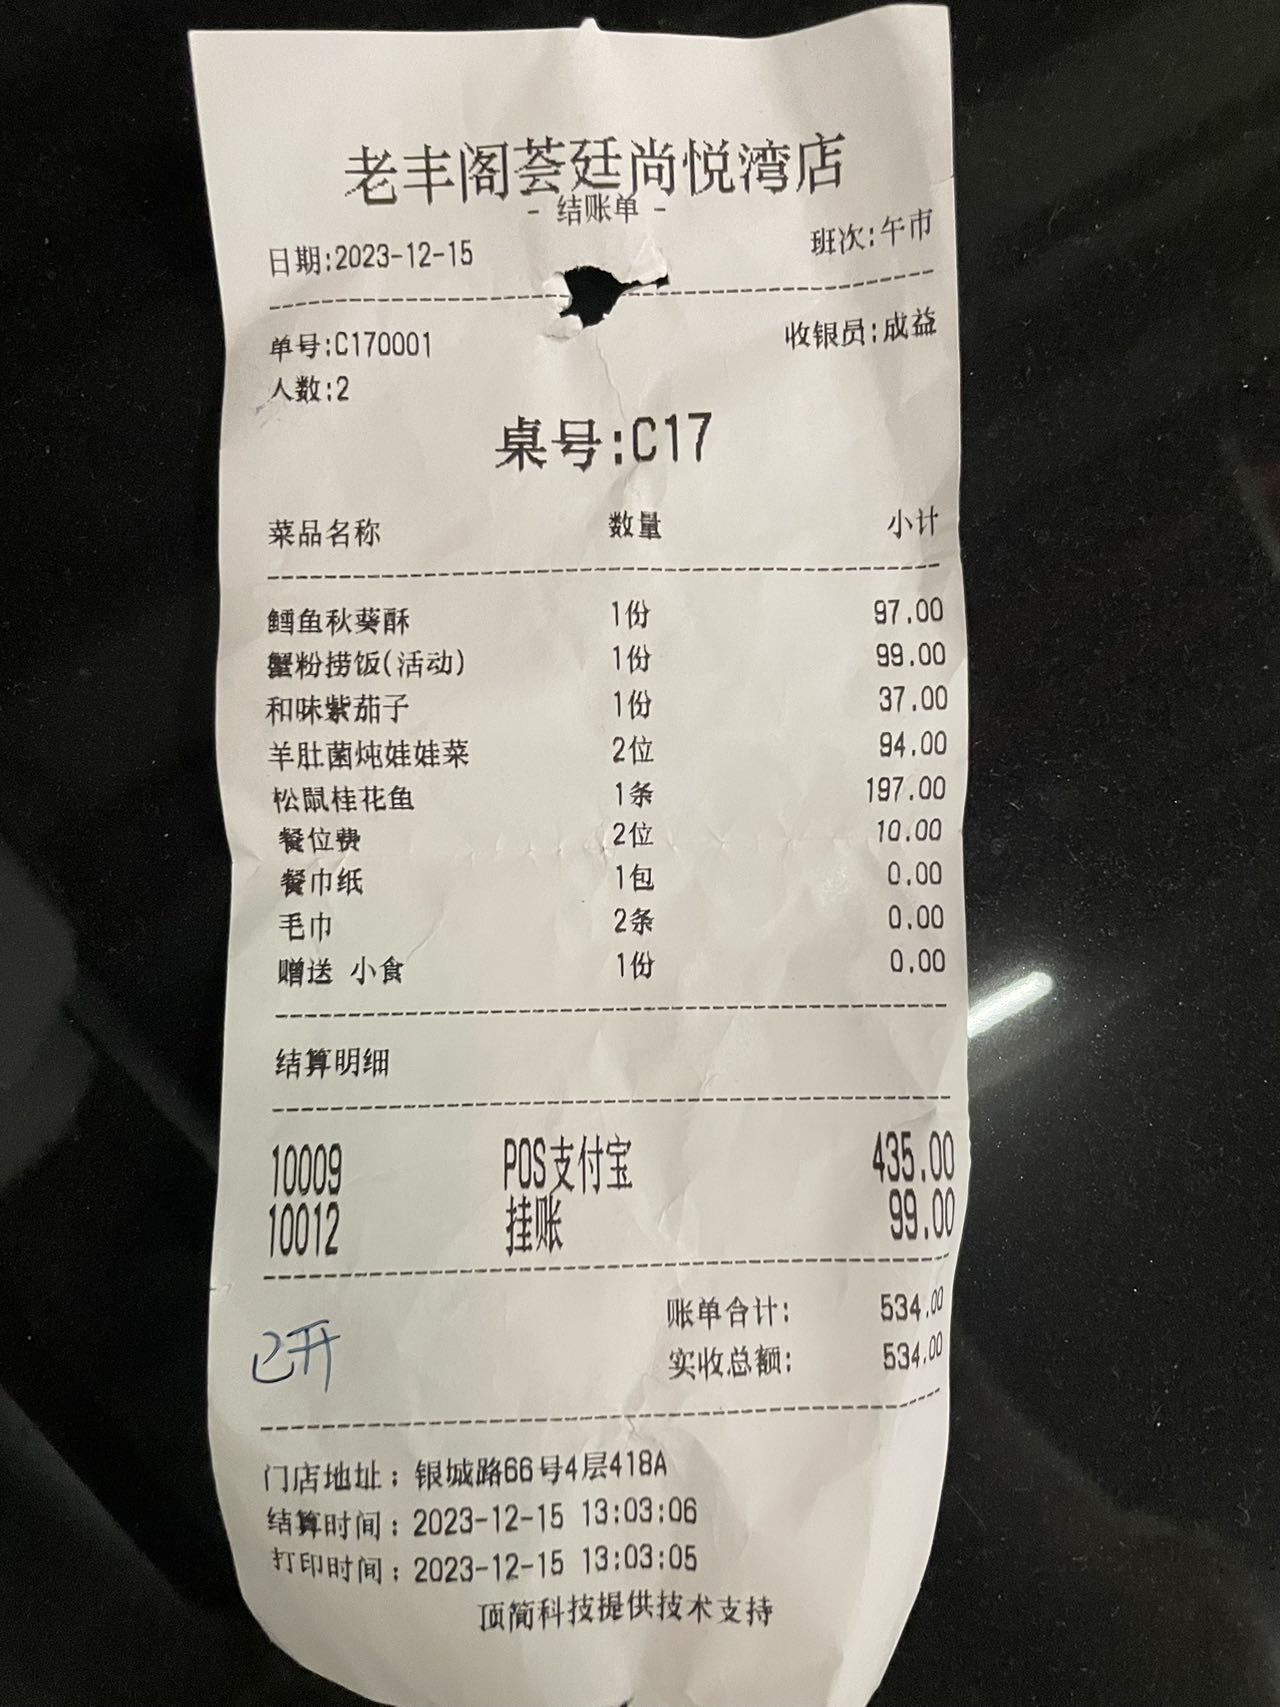 老丰阁荟廷尚悦湾店
- 结账单 -
日期:2023-12-15 班次:午市
单号:C170001 收银员:成益
人数:2
桌号:C17
菜品名称 数量 小计
鳕鱼秋葵酥 1份 97.00
蟹粉捞饭(活动) 1份 99.00
和味紫茄子 1份 37.00
羊肚菌炖娃娃菜 2位 94.00
松鼠桂花鱼 1条 197.00
餐位费 2位 10.00
餐巾纸 1包 0.00
毛巾 2条 0.00
赠送 小食 1份 0.00
结算明细
10009 POS支付宝 435.00
10012 挂账 99.00
账单合计: 534.00
已开
实收总额: 534.00
门店地址：银城路66号4层418A
结算时间：2023-12-15 13:03:06
打印时间：2023-12-15 13:03:05
顶简科技提供技术支持